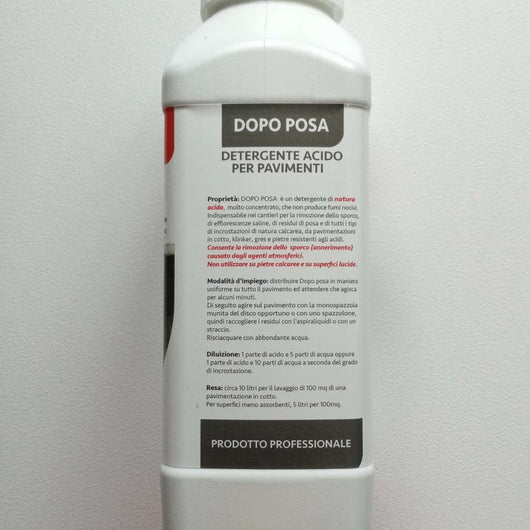 DOPO POSA
DETERGENTE ACIDO
PER PAVIMENTI
Proprietà: DOPO POSA è un detergente di natura
acida, molto concentrato, che non produce fumi nocivi.
Indispensabile nei cantieri per la rimozione dello sporco,
di efflorescenze saline, di residui di posa e di tutti i tipi
di incrostazioni di natura calcarea, da pavimentazioni
in cotto, klinker, gres e pietre resistenti agli acidi.
Consente la rimozione dello sporco (annerimento)
causato dagli agenti atmosferici.
Non utilizzare su pietre calcaree e su superfici lucide.
Modalità d'impiego: distribuire Dopo posa in maniera
uniforme su tutto il pavimento ed attendere che agisca
per alcuni minuti.
Di seguito agire sul pavimento con la monospazzola
munita del disco opportuno o con uno spazzolone,
quindi raccogliere i residui con l'aspiraliquidi o con un
straccio.
Risciacquare con abbondante acqua.
Diluizione: 1 parte di acido e 5 parti di acqua oppure
1 parte di acido e 10 parti di acqua a seconda del grado
di incrostazione.
Resa: circa 10 litri per il lavaggio di 100 mq di una
pavimentazione in cotto.
Per superfici meno assorbenti, 5 litri per 100mq.
PRODOTTO PROFESSIONALE